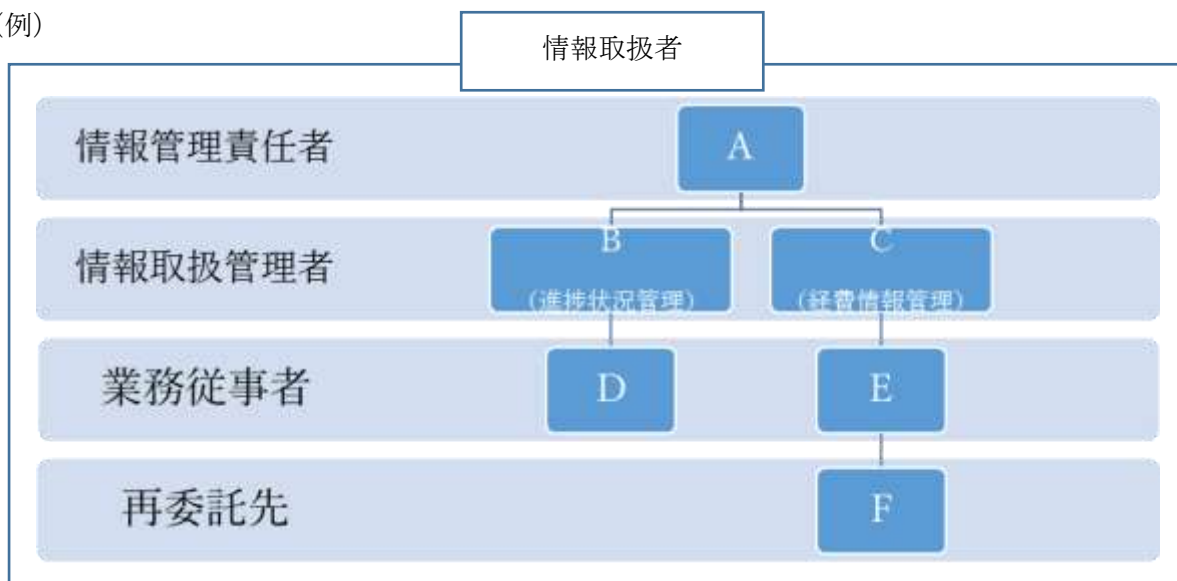 (例)
情報取扱者
情報管理責任者
A
情報取扱管理者
B
(進捗状況管理)
C
(経費情報管理)
業務従事者
D
E
再委託先
F